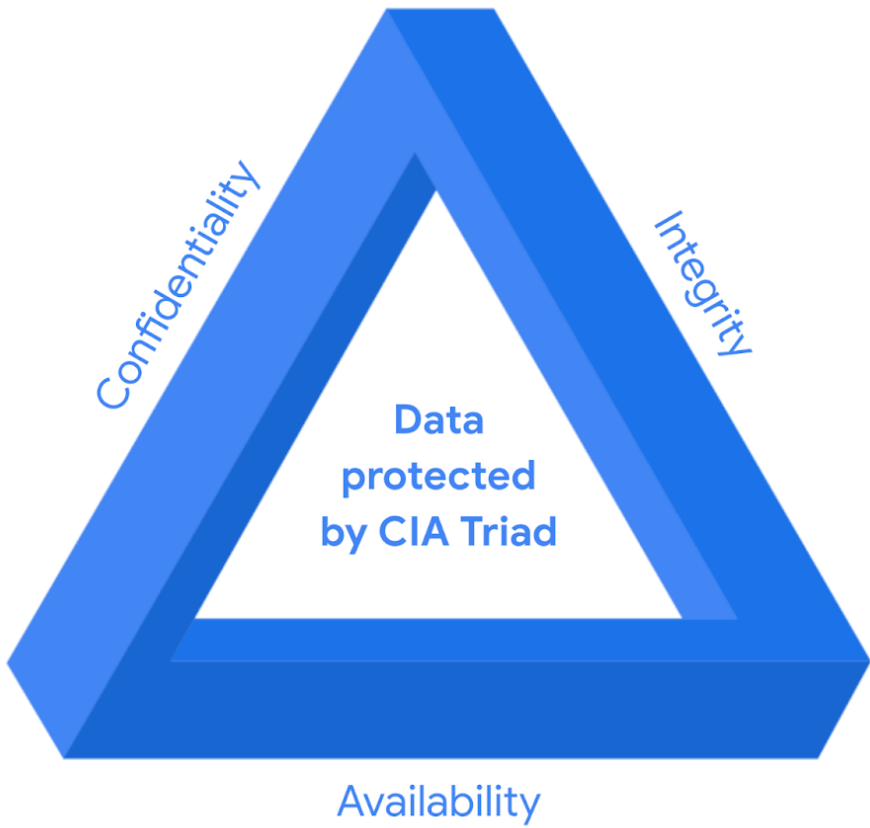 Confidentiality
Integrity
Data
protected
by CIA Triad
Availability